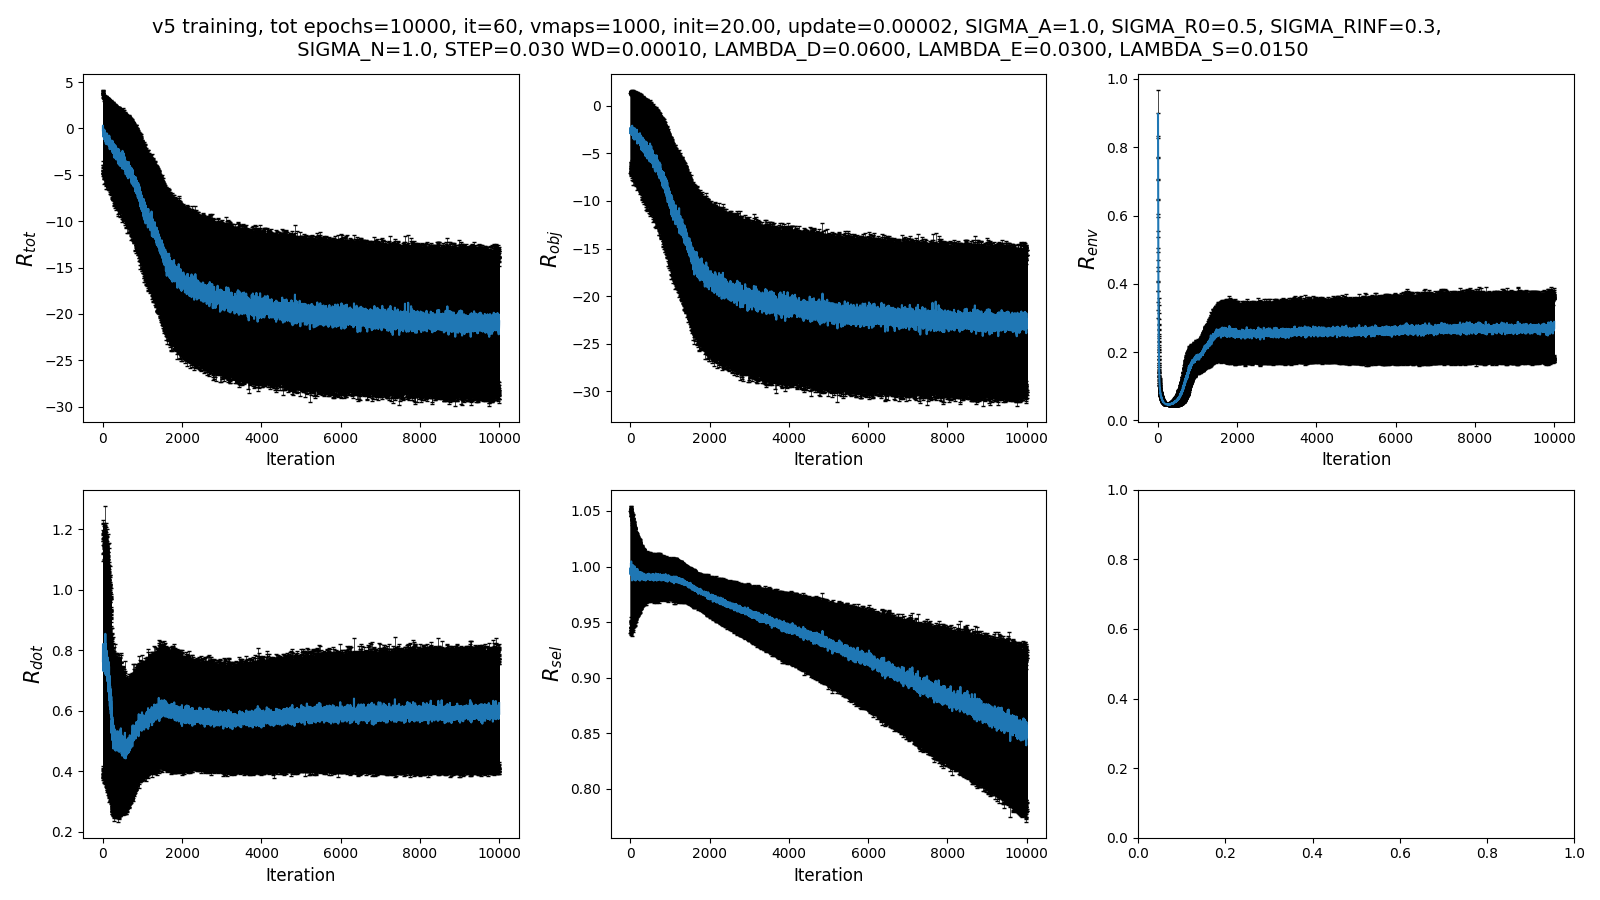 v5 training, tot epochs=10000, it=60, vmaps=1000, init=20.00, update=0.00002, SIGMA_A=1.0, SIGMA_R0=0.5, SIGMA_RINF=0.3,
SIGMA_N=1.0, STEP=0.030 WD=0.00010, LAMBDA_D=0.0600, LAMBDA_E=0.0300, LAMBDA_S=0.0150
5
0
−5
−10
−15
−20
−25
−30
R_tot
0 2000 4000 6000 8000 10000
Iteration
0
−5
−10
−15
−20
−25
−30
R_obj
0 2000 4000 6000 8000 10000
Iteration
1.0
0.8
0.6
0.4
0.2
0.0
R_env
0 2000 4000 6000 8000 10000
Iteration
1.2
1.0
0.8
0.6
0.4
0.2
R_dot
0 2000 4000 6000 8000 10000
Iteration
1.05
1.00
0.95
0.90
0.85
0.80
R_sel
0 2000 4000 6000 8000 10000
Iteration
1.0
0.8
0.6
0.4
0.2
0.0
0.0 0.2 0.4 0.6 0.8 1.0